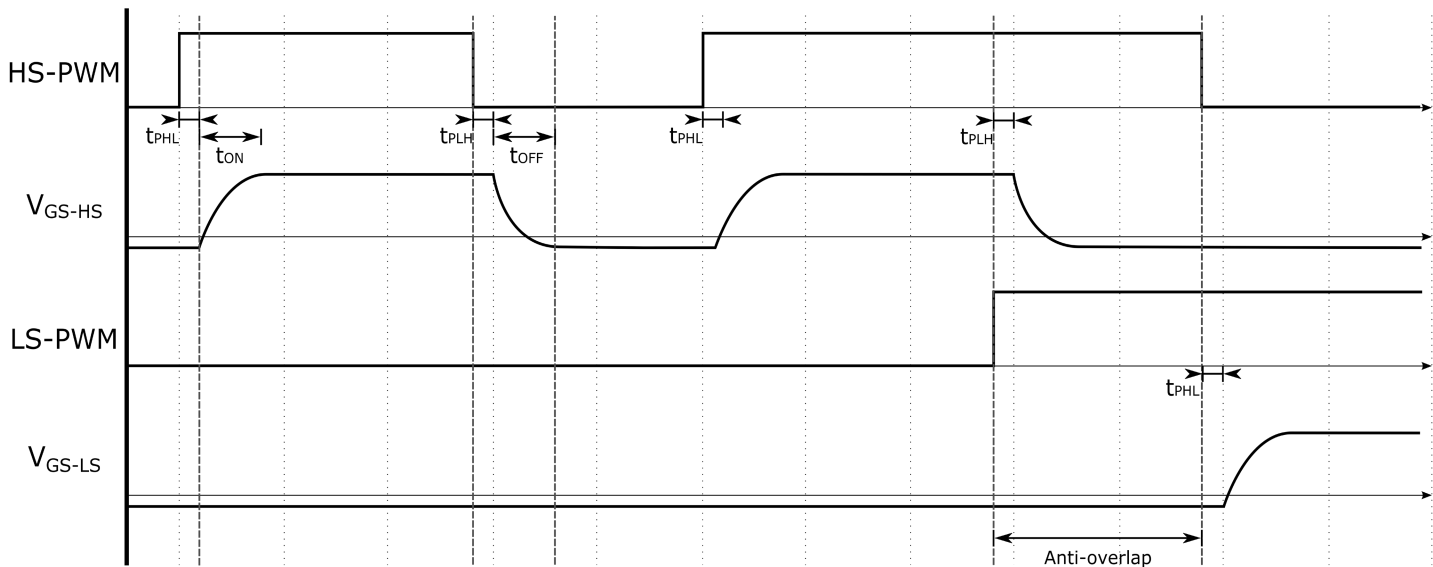 HS-PWM
tPHL
tON
tPLH
tOFF
tPHL
tPLH
VGS-HS
LS-PWM
tPHL
VGS-LS
Anti-overlap